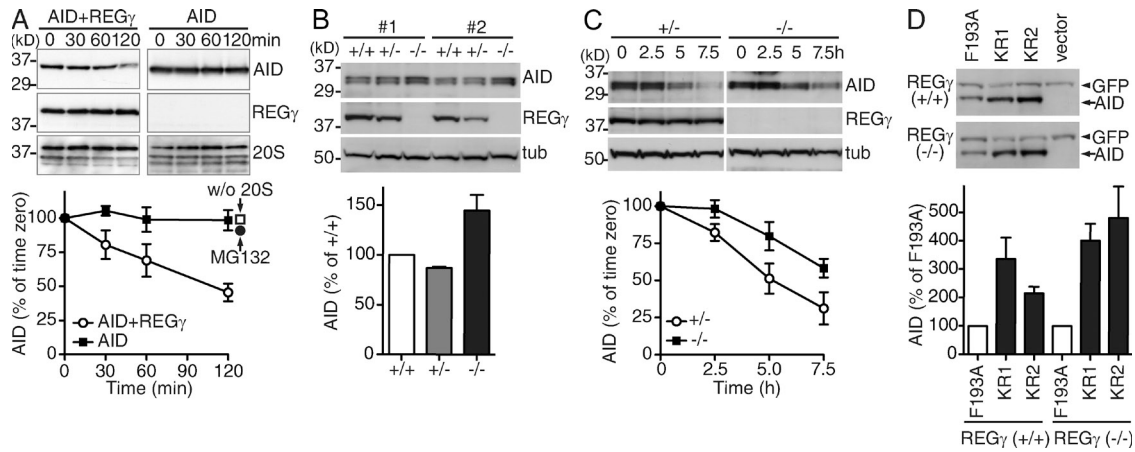 A
AID+REGγ AID
(kD) 0 30 60 120 0 30 60 120 min
37
29
AID
37
REGγ
37
20S
w/o 20S
MG132
AID (% of time zero)
100
75
50
25
0
AID+REGγ
AID
0 30 60 90 120
Time (min)
B
#1 #2
(kD) +/+ +/- -/- +/+ +/- -/-
37
29
AID
37
REGγ
50
tub
AID (% of +/+)
150
100
50
0
+/+ +/- -/-
C
+/- -/-
(kD) 0 2.5 5 7.5 0 2.5 5 7.5h
37
29
AID
37
REGγ
50
tub
AID (% of time zero)
100
75
50
25
0
+/-
-/-
0 2.5 5.0 7.5
Time (h)
D
F193A KR1 KR2 vector
REGγ
(+/+)
GFP
AID
REGγ
(-/-)
GFP
AID
AID (% of F193A)
500
400
300
200
100
0
F193A KR1 KR2 F193A KR1 KR2
REGγ (+/+) REGγ (-/-)